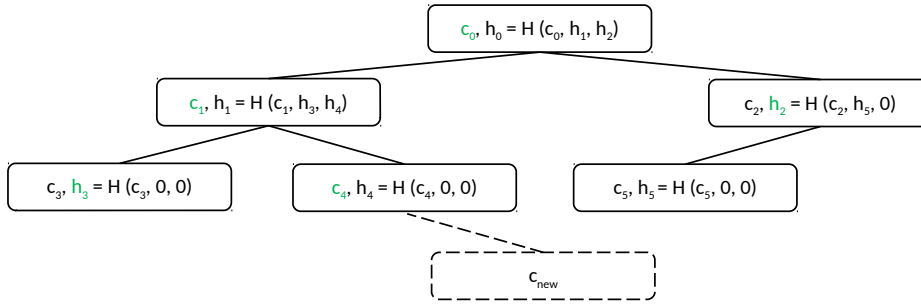 c₀, h₀ = H (c₀, h₁, h₂)
c₁, h₁ = H (c₁, h₃, h₄)
c₂, h₂ = H (c₂, h₅, 0)
c₃, h₃ = H (c₃, 0, 0)
c₄, h₄ = H (c₄, 0, 0)
c₅, h₅ = H (c₅, 0, 0)
cnew